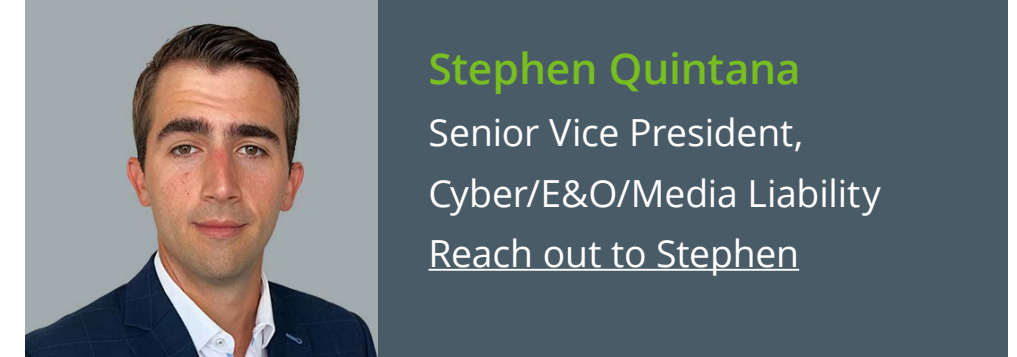 Stephen Quintana
Senior Vice President,
Cyber/E&O/Media Liability
Reach out to Stephen